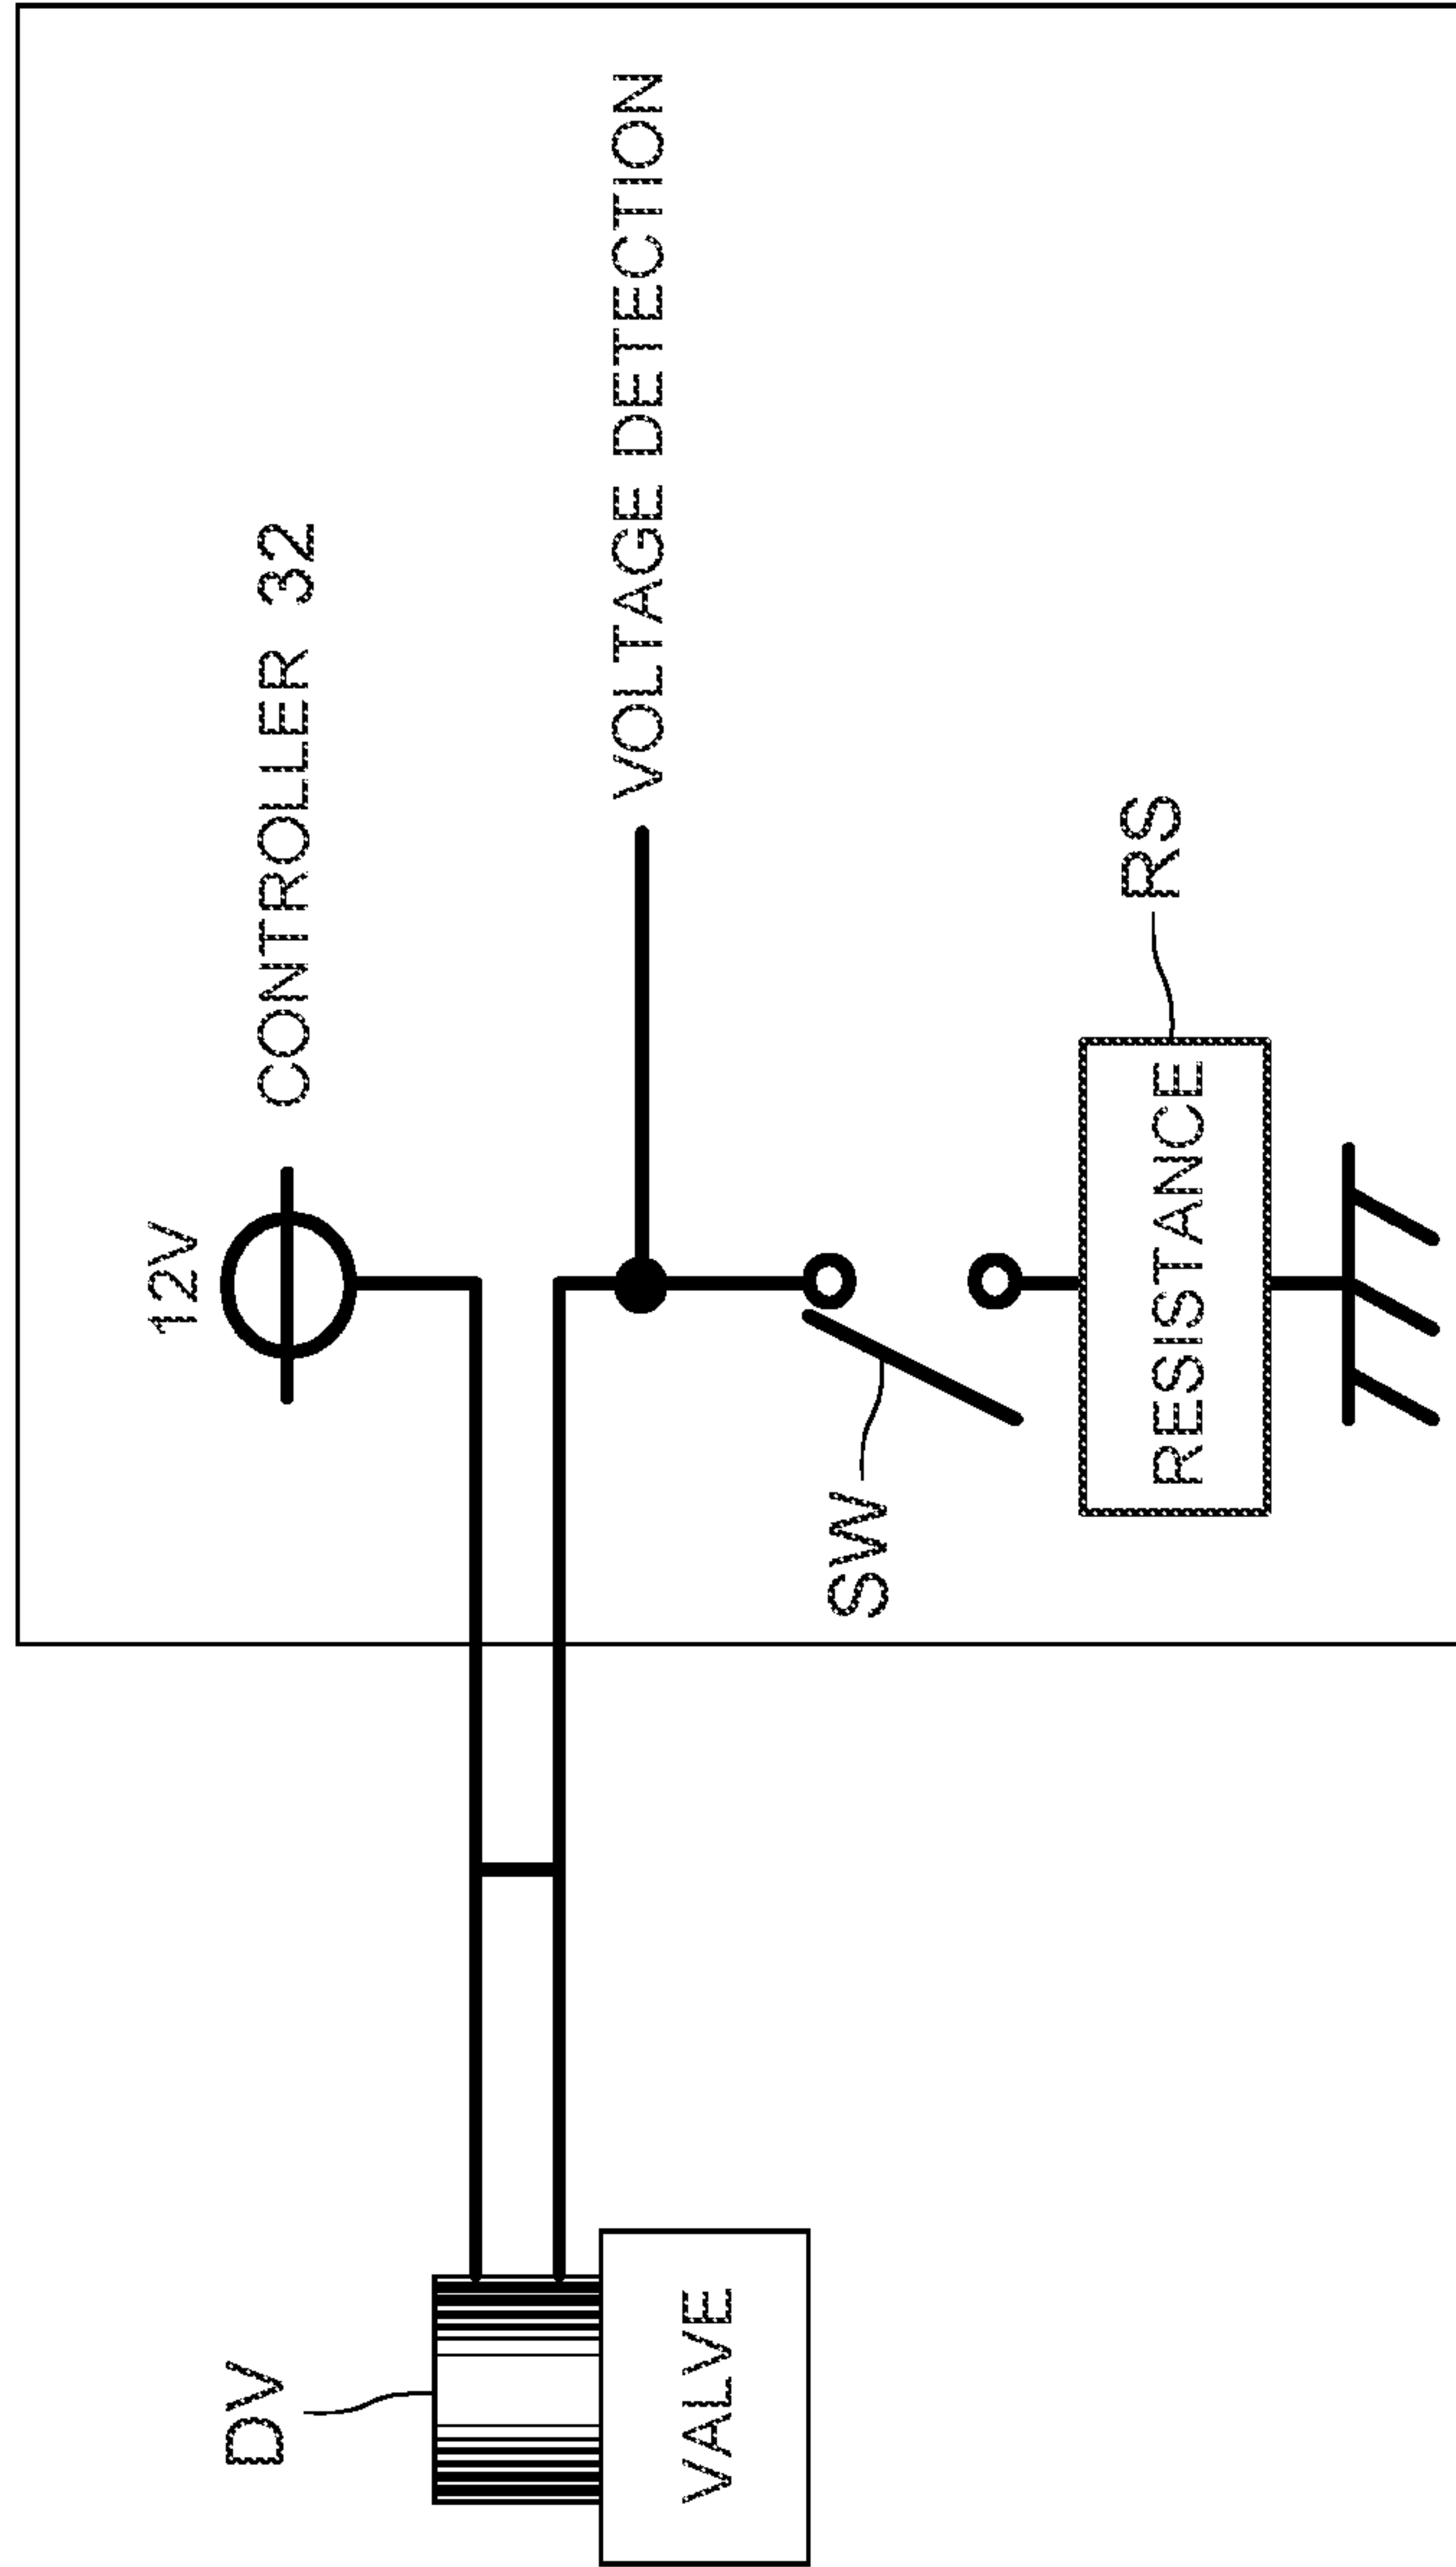 12V
CONTROLLER 32
VOLTAGE DETECTION
DV
VALVE
SW
RESISTANCE
RS